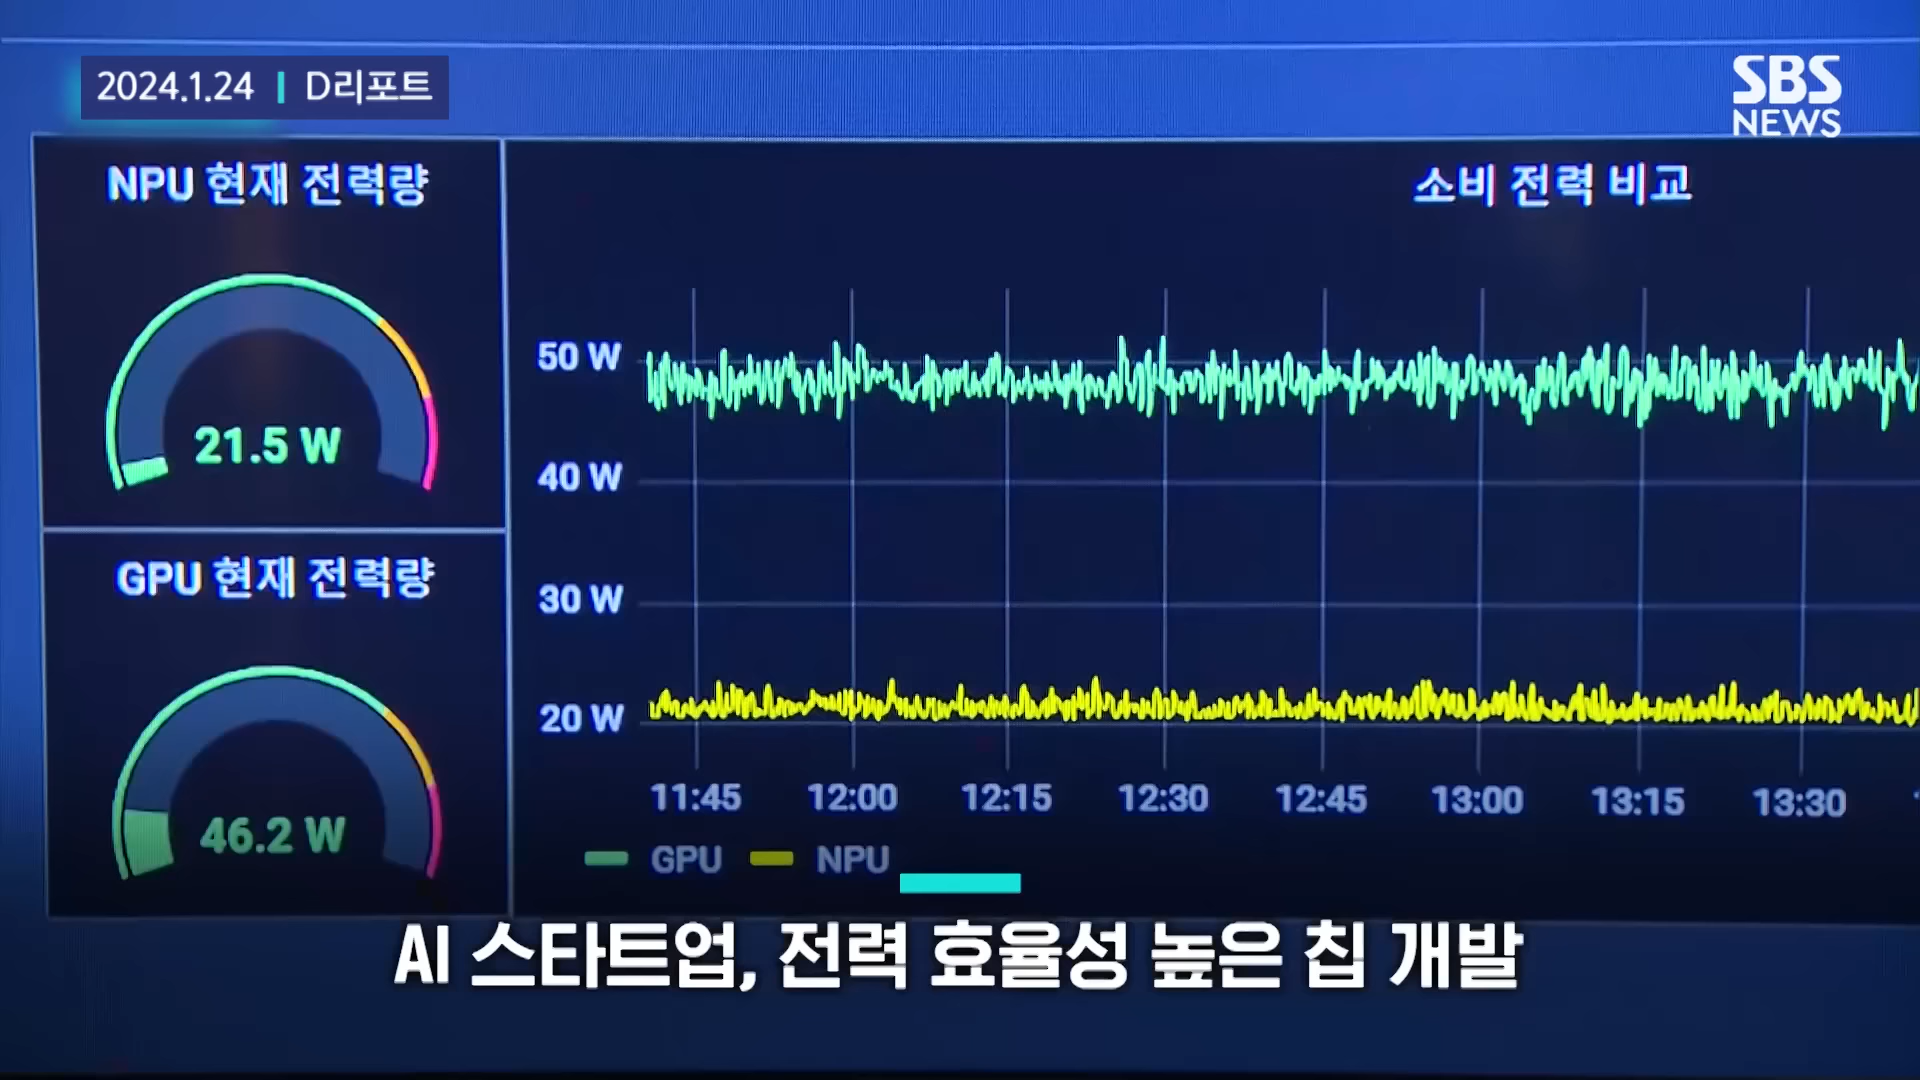 2024.1.24 | D리포트
SBS
NEWS
NPU 현재 전력량
21.5 W
GPU 현재 전력량
46.2 W
소비 전력 비교
50 W
40 W
30 W
20 W
11:45 12:00 12:15 12:30 12:45 13:00 13:15 13:30
GPU NPU
AI 스타트업, 전력 효율성 높은 칩 개발